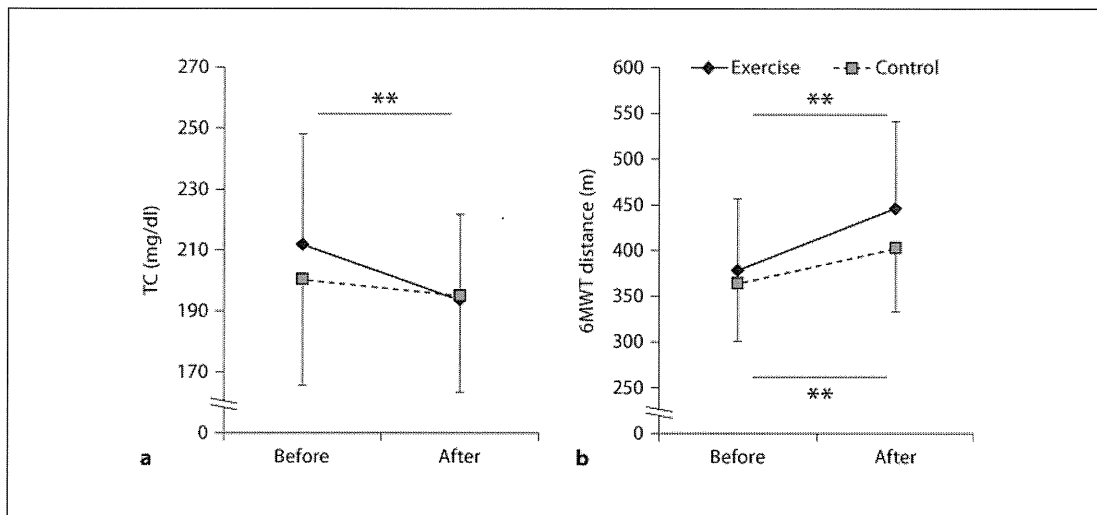 270
250
230
210
190
170
0
TC (mg/dl)
**
Before
After
a
600
550
500
450
400
350
300
250
0
6MWT distance (m)
Exercise
Control
**
**
Before
After
b